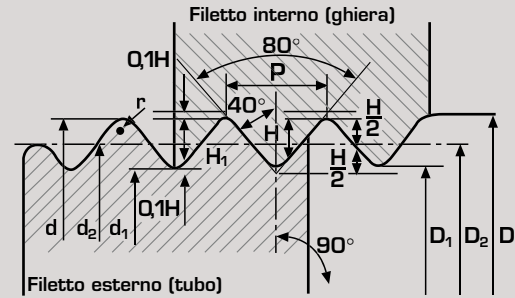 Filetto interno (ghiera)
0,1H
80°
P
r
40°
H
H/2
H₁
H/2
d
d₂
d₁
0,1H
90°
D₁
D₂
D
Filetto esterno (tubo)